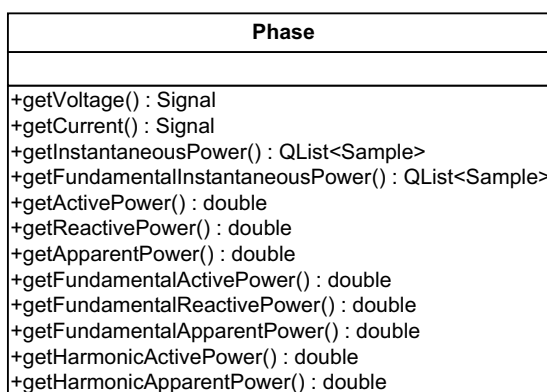 Phase
+getVoltage() : Signal
+getCurrent() : Signal
+getInstantaneousPower() : QList<Sample>
+getFundamentalInstantaneousPower() : QList<Sample>
+getActivePower() : double
+getReactivePower() : double
+getApparentPower() : double
+getFundamentalActivePower() : double
+getFundamentalReactivePower() : double
+getFundamentalApparentPower() : double
+getHarmonicActivePower() : double
+getHarmonicApparentPower() : double